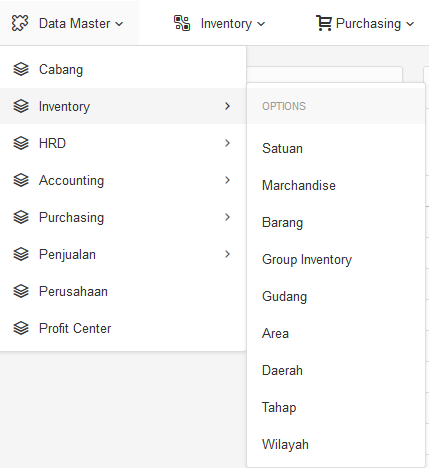 Data Master
Inventory
Purchasing
Cabang
Inventory
HRD
Accounting
Purchasing
Penjualan
Perusahaan
Profit Center
OPTIONS
Satuan
Marchandise
Barang
Group Inventory
Gudang
Area
Daerah
Tahap
Wilayah